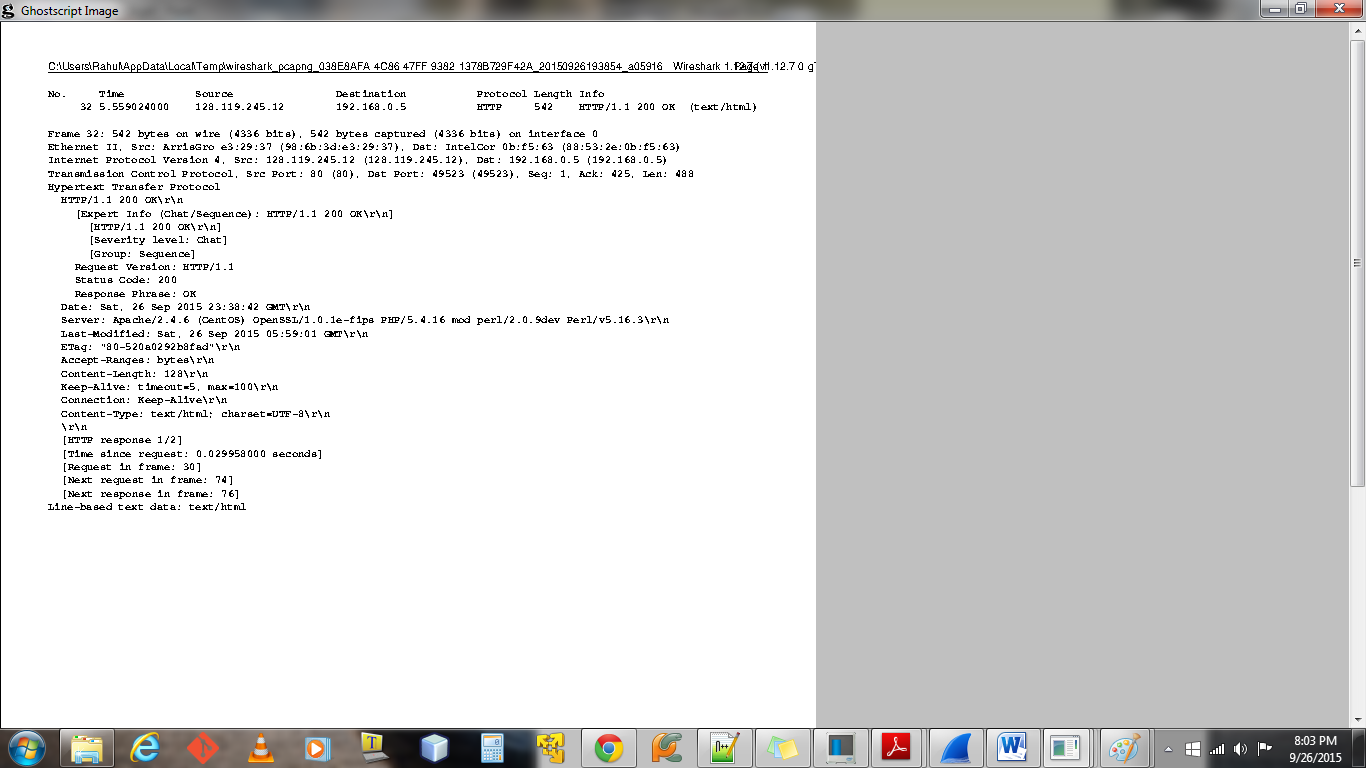 Ghostscript Image
C:\Users\Rahul\AppData\Local\Temp\wireshark_pcapng_038E8AFA 4C86 47FF 9382 1378B729F42A_20150926193854_a05916 Wireshark
No. Time Source Destination Protocol Length Info
32 5.559024000 128.119.245.12 192.168.0.5 HTTP 542 HTTP/1.1 200 OK (text/html)
Frame 32: 542 bytes on wire (4336 bits), 542 bytes captured (4336 bits) on interface 0
Ethernet II, Src: ArrisGro e3:29:37 (98:6b:3d:e3:29:37), Dst: IntelCor 0b:f5:63 (88:53:2e:0b:f5:63)
Internet Protocol Version 4, Src: 128.119.245.12 (128.119.245.12), Dst: 192.168.0.5 (192.168.0.5)
Transmission Control Protocol, Src Port: 80 (80), Dst Port: 49523 (49523), Seq: 1, Ack: 425, Len: 488
Hypertext Transfer Protocol
HTTP/1.1 200 OK\r\n
[Expert Info (Chat/Sequence): HTTP/1.1 200 OK\r\n]
[HTTP/1.1 200 OK\r\n]
[Severity level: Chat]
[Group: Sequence]
Request Version: HTTP/1.1
Status Code: 200
Response Phrase: OK
Date: Sat, 26 Sep 2015 23:38:42 GMT\r\n
Server: Apache/2.4.6 (CentOS) OpenSSL/1.0.1e-fips PHP/5.4.16 mod perl/2.0.9dev Perl/v5.16.3\r\n
Last-Modified: Sat, 26 Sep 2015 05:59:01 GMT\r\n
ETag: "80-520a0292b8fad"\r\n
Accept-Ranges: bytes\r\n
Content-Length: 128\r\n
Keep-Alive: timeout=5, max=100\r\n
Connection: Keep-Alive\r\n
Content-Type: text/html; charset=UTF-8\r\n
\r\n
[HTTP response 1/2]
[Time since request: 0.029958000 seconds]
[Request in frame: 30]
[Next request in frame: 74]
[Next response in frame: 76]
Line-based text data: text/html
8:03 PM
9/26/2015